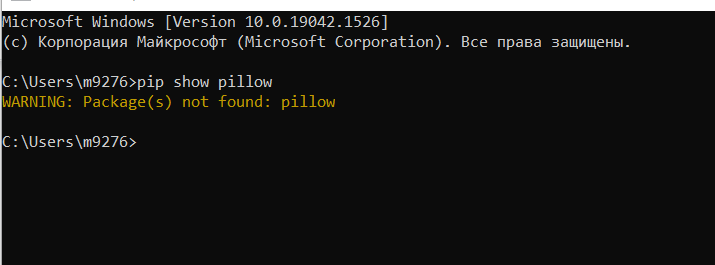 Microsoft Windows [Version 10.0.19042.1526]
(c) Корпорация Майкрософт (Microsoft Corporation). Все права защищены.
C:\Users\m9276>pip show pillow
WARNING: Package(s) not found: pillow
C:\Users\m9276>